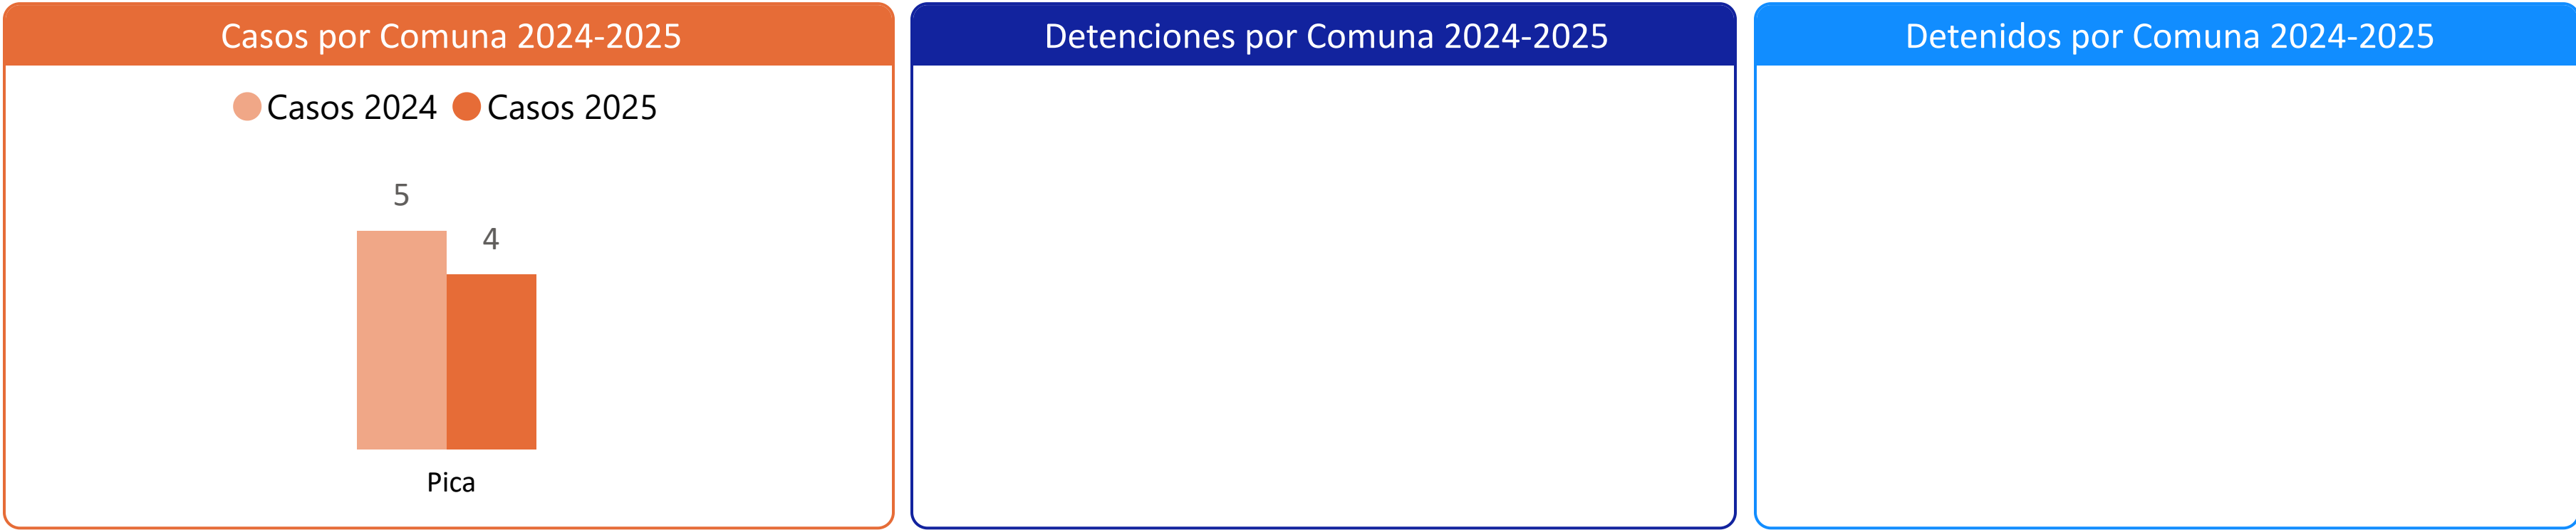 Casos por Comuna 2024-2025
Casos 2024 Casos 2025
5
4
Pica
Detenciones por Comuna 2024-2025
Detenidos por Comuna 2024-2025